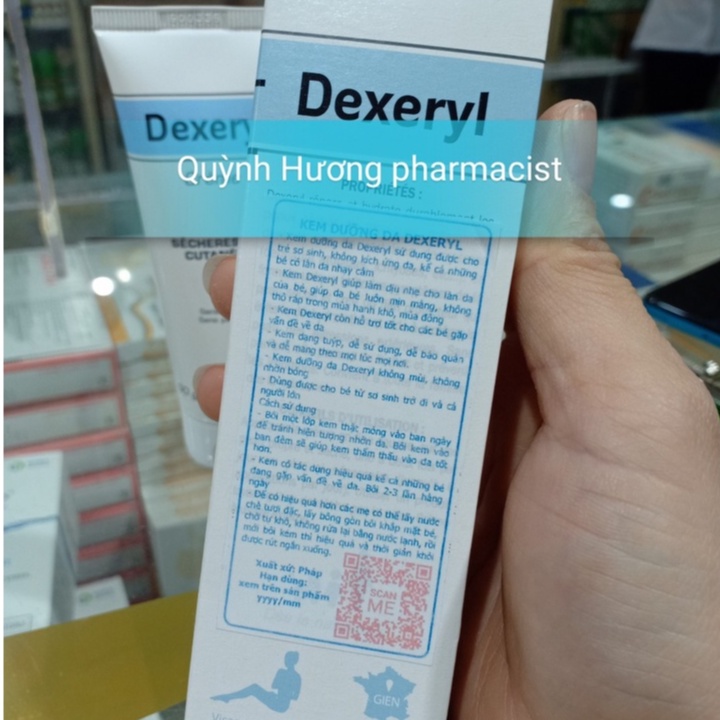 Dexeryl
Dexery
Quỳnh Hương pharmacist
PROPRIÉTÉS :
SÉCHERES
CUTAN
KEM DƯỠNG DA DEXERYL
- Kem dưỡng da Dexeryl sử dụng được cho
trẻ sơ sinh, không kích ứng da, kể cả những
bé có làn da nhạy cảm
- Kem Dexeryl giúp làm dịu nhẹ cho làn da
của bé, giúp da bé luôn mịn màng, không
thô ráp trong mùa hanh khô, mùa đông
- Kem Dexeryl còn hỗ trợ tốt cho các bé gặp
vấn đề về da
- Kem dạng tuýp, dễ sử dụng, dễ bảo quản
và dễ mang theo mọi lúc mọi nơi.
- Kem dưỡng da Dexeryl không mùi, không
nhờn bóng
- Dùng được cho bé từ sơ sinh trở đi và cả
người lớn
Cách sử dụng
- Bôi một lớp kem thật mỏng vào ban ngày
để tránh hiện tượng nhờn da. Bôi kem vào
ban đêm sẽ giúp kem thẩm thấu vào da tốt
hơn.
- Kem có tác dụng hiệu quả kể cả những bé
đang gặp vấn đề về da. Bôi 2-3 lần hàng
ngày
- Để có hiệu quả hơn các mẹ có thể lấy nước
chè tươi đặc, lấy bông gòn bôi khắp mặt bé,
chờ tự khô, không rửa lại bằng nước lạnh, rồi
mới bôi kem thì hiệu quả và thời gian khỏi
được rút ngắn xuống.
Xuất xứ: Pháp
Hạn dùng:
xem trên sản phẩm
yyyy/mm
SCAN
ME
GIEN